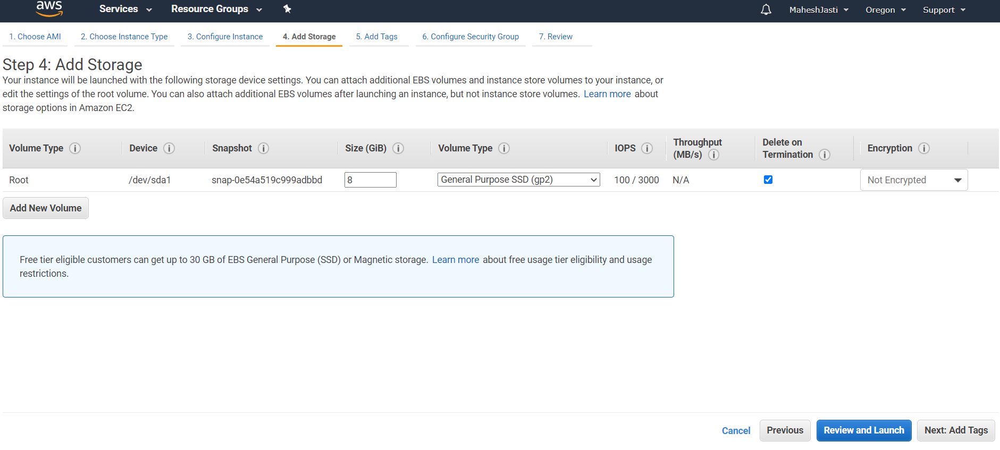 aws Services Resource Groups MaheshJasti Oregon Support
1. Choose AMI 2. Choose Instance Type 3. Configure Instance 4. Add Storage 5. Add Tags 6. Configure Security Group 7. Review
Step 4: Add Storage
Your instance will be launched with the following storage device settings. You can attach additional EBS volumes and instance store volumes to your instance, or
edit the settings of the root volume. You can also attach additional EBS volumes after launching an instance, but not instance store volumes. Learn more about
storage options in Amazon EC2.
Volume Type i Device i Snapshot i Size (GiB) i Volume Type i IOPS i Throughput (MB/s) i Delete on Termination i Encryption i
Root /dev/sda1 snap-0e54a519c999adbbd 8 General Purpose SSD (gp2) 100 / 3000 N/A Not Encrypted
Add New Volume
Free tier eligible customers can get up to 30 GB of EBS General Purpose (SSD) or Magnetic storage. Learn more about free usage tier eligibility and usage
restrictions.
Cancel Previous Review and Launch Next: Add Tags